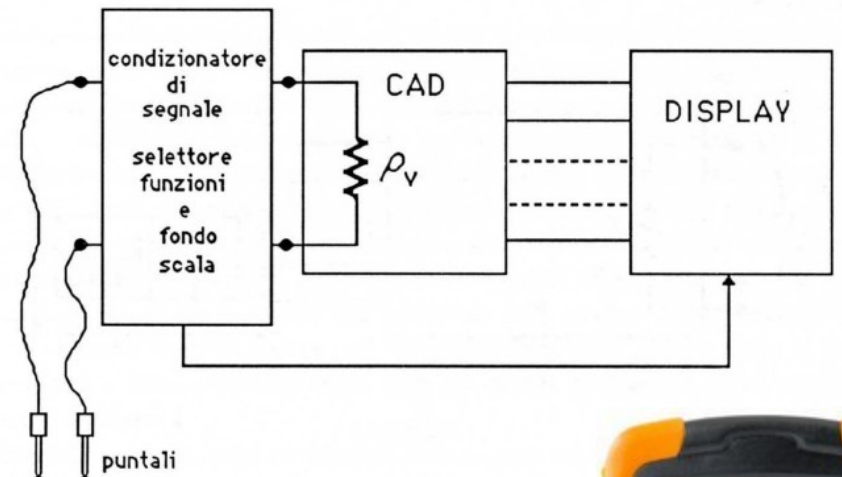 condizionatore
di
segnale
selettore
funzioni
e
fondo
scala
CAD
ρv
DISPLAY
puntali